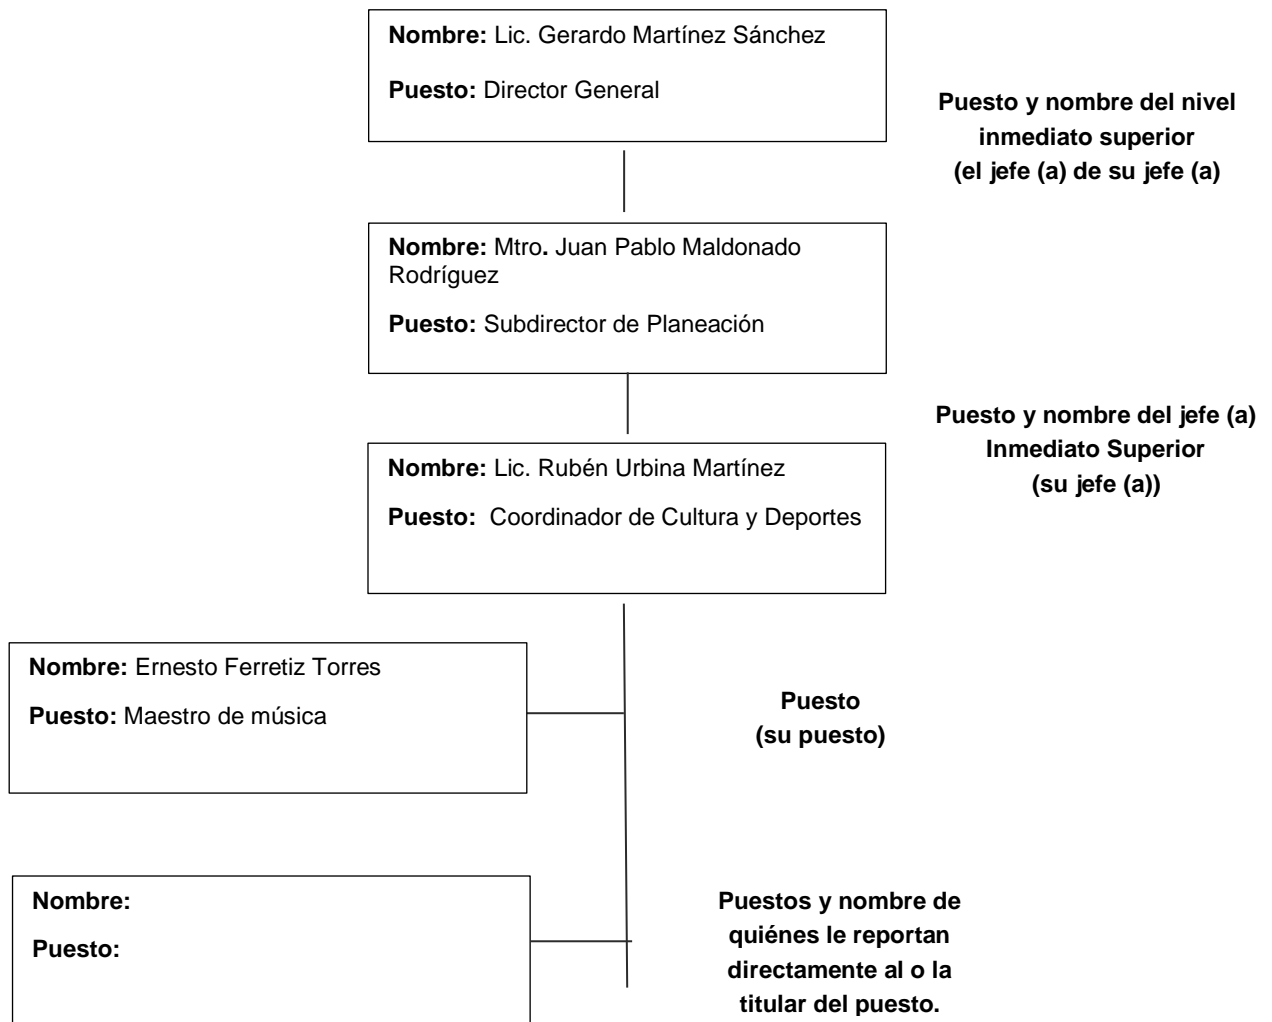 Nombre: Lic. Gerardo Martínez Sánchez
Puesto: Director General
Puesto y nombre del nivel
inmediato superior
(el jefe (a) de su jefe (a)
Nombre: Mtro. Juan Pablo Maldonado
Rodríguez
Puesto: Subdirector de Planeación
Puesto y nombre del jefe (a)
Inmediato Superior
(su jefe (a))
Nombre: Lic. Rubén Urbina Martínez
Puesto: Coordinador de Cultura y Deportes
Nombre: Ernesto Ferretiz Torres
Puesto: Maestro de música
Puesto
(su puesto)
Nombre:
Puesto:
Puestos y nombre de
quiénes le reportan
directamente al o la
titular del puesto.